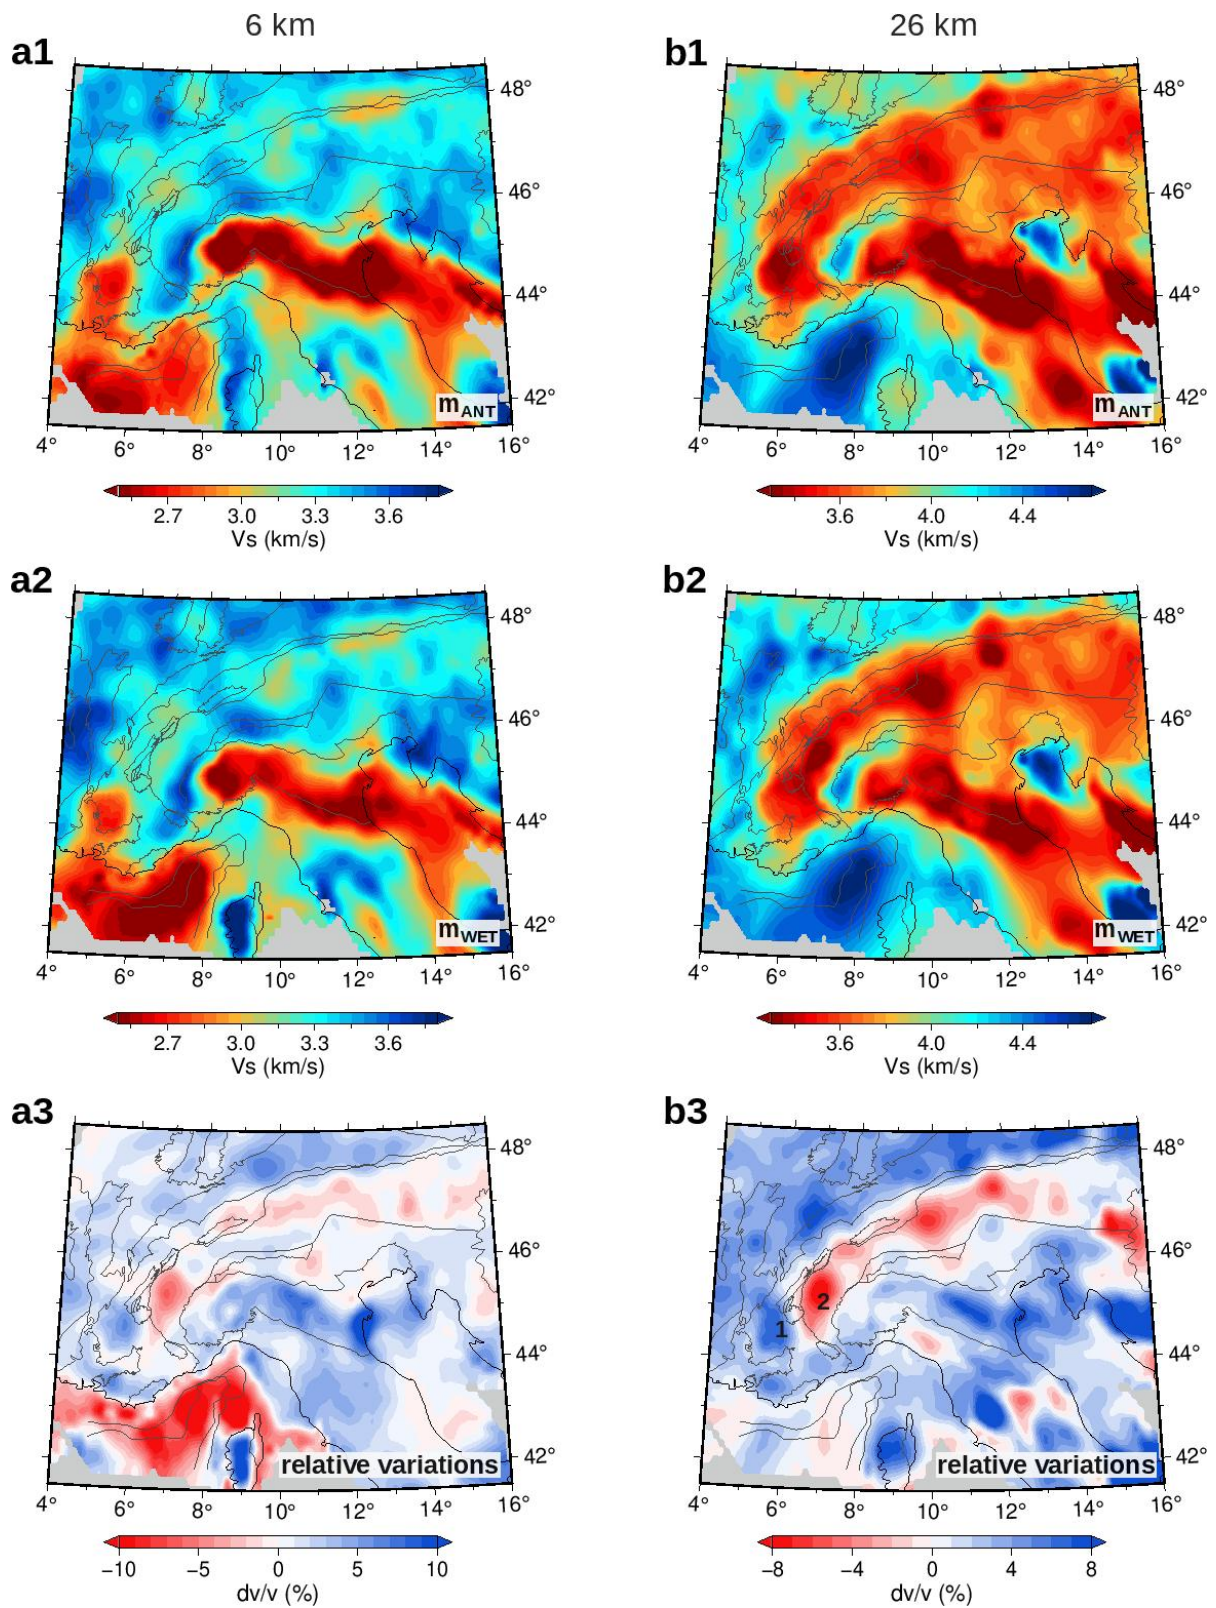 6 km
26 km
a1
b1
48°
46°
44°
42°
m ANT
4° 6° 8° 10° 12° 14° 16°
48°
46°
44°
42°
m ANT
4° 6° 8° 10° 12° 14° 16°
2.7 3.0 3.3 3.6
Vs (km/s)
3.6 4.0 4.4
Vs (km/s)
a2
b2
48°
46°
44°
42°
m WET
4° 6° 8° 10° 12° 14° 16°
48°
46°
44°
42°
m WET
4° 6° 8° 10° 12° 14° 16°
2.7 3.0 3.3 3.6
Vs (km/s)
3.6 4.0 4.4
Vs (km/s)
a3
b3
48°
46°
44°
42°
relative variations
4° 6° 8° 10° 12° 14° 16°
48°
46°
2
1
44°
42°
relative variations
4° 6° 8° 10° 12° 14° 16°
−10 −5 0 5 10
dv/v (%)
−8 −4 0 4 8
dv/v (%)